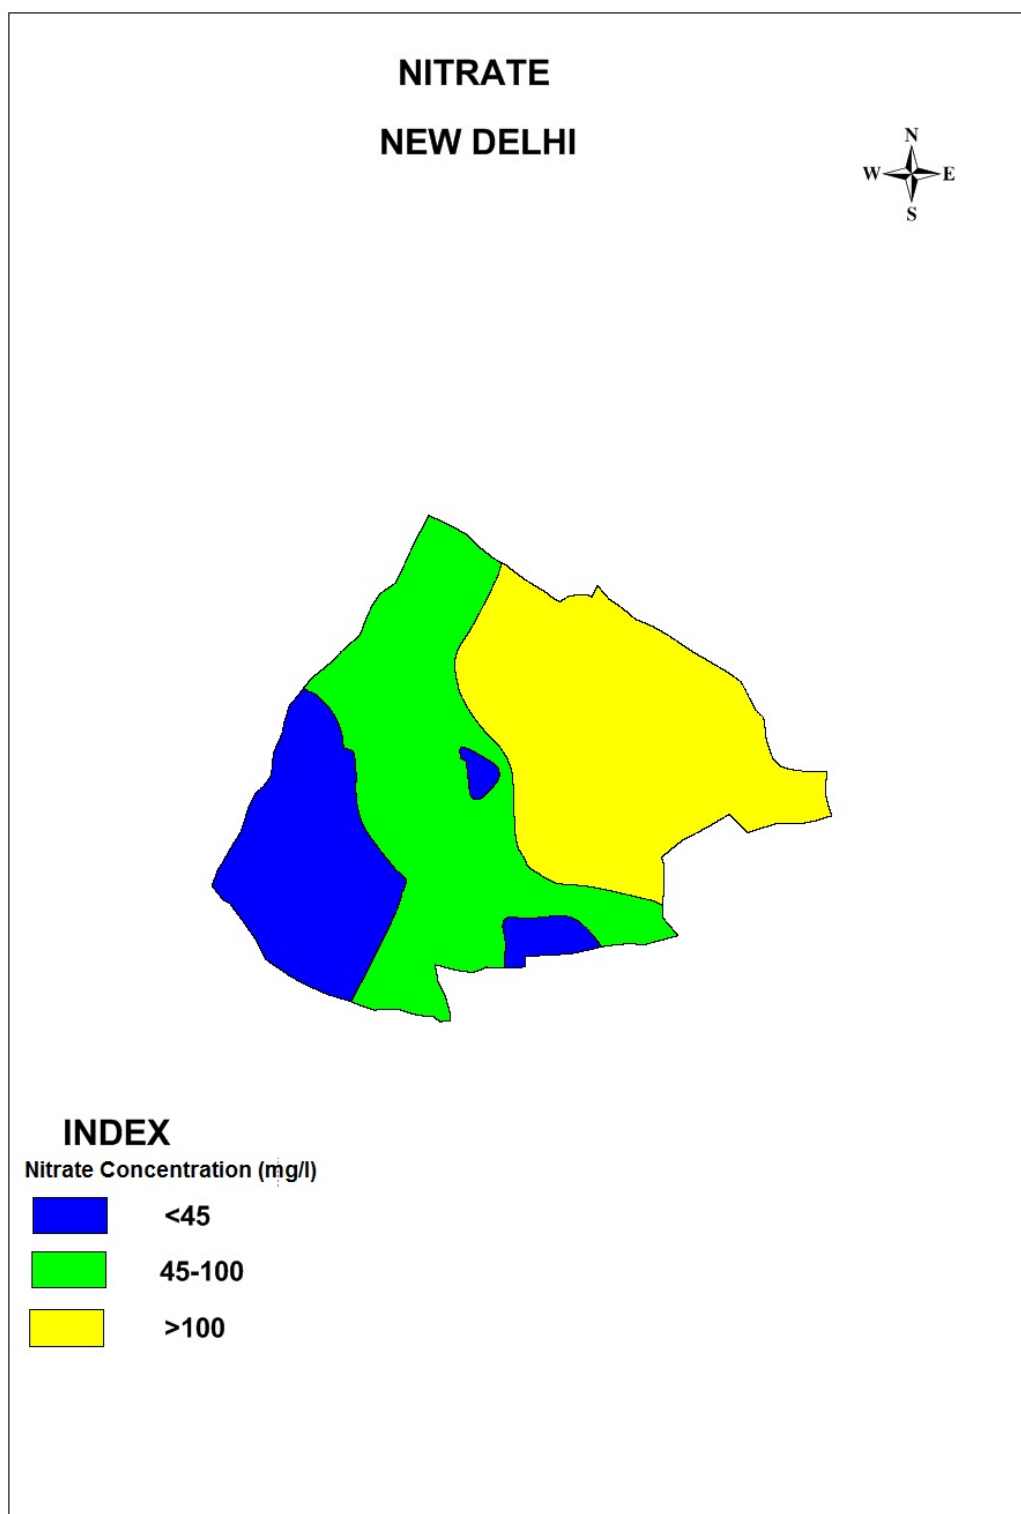 NITRATE
NEW DELHI
N
W E
S
INDEX
Nitrate Concentration (mg/l)
<45
45-100
>100